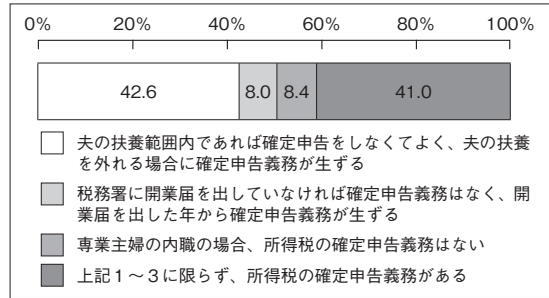 0% 20% 40% 60% 80% 100%
42.6 8.0 8.4 41.0
夫の扶養範囲内であれば確定申告をしなくてよく、夫の扶養
を外れる場合に確定申告義務が生ずる
税務署に開業届を出していなければ確定申告義務はなく、開
業届を出した年から確定申告義務が生ずる
専業主婦の内職の場合、所得税の確定申告義務はない
上記1～3に限らず、所得税の確定申告義務がある